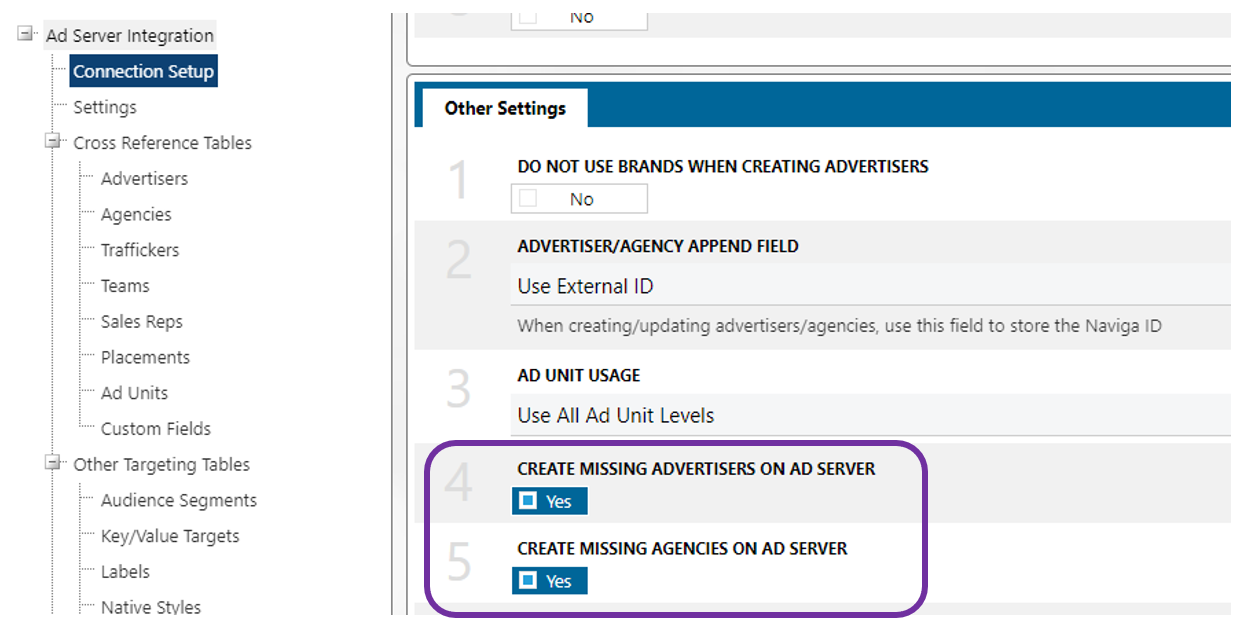 Ad Server Integration
Connection Setup
Settings
Cross Reference Tables
Advertisers
Agencies
Traffickers
Teams
Sales Reps
Placements
Ad Units
Custom Fields
Other Targeting Tables
Audience Segments
Key/Value Targets
Labels
Native Styles
No
Other Settings
1
DO NOT USE BRANDS WHEN CREATING ADVERTISERS
No
2
ADVERTISER/AGENCY APPEND FIELD
Use External ID
When creating/updating advertisers/agencies, use this field to store the Naviga ID
3
AD UNIT USAGE
Use All Ad Unit Levels
4
CREATE MISSING ADVERTISERS ON AD SERVER
Yes
5
CREATE MISSING AGENCIES ON AD SERVER
Yes